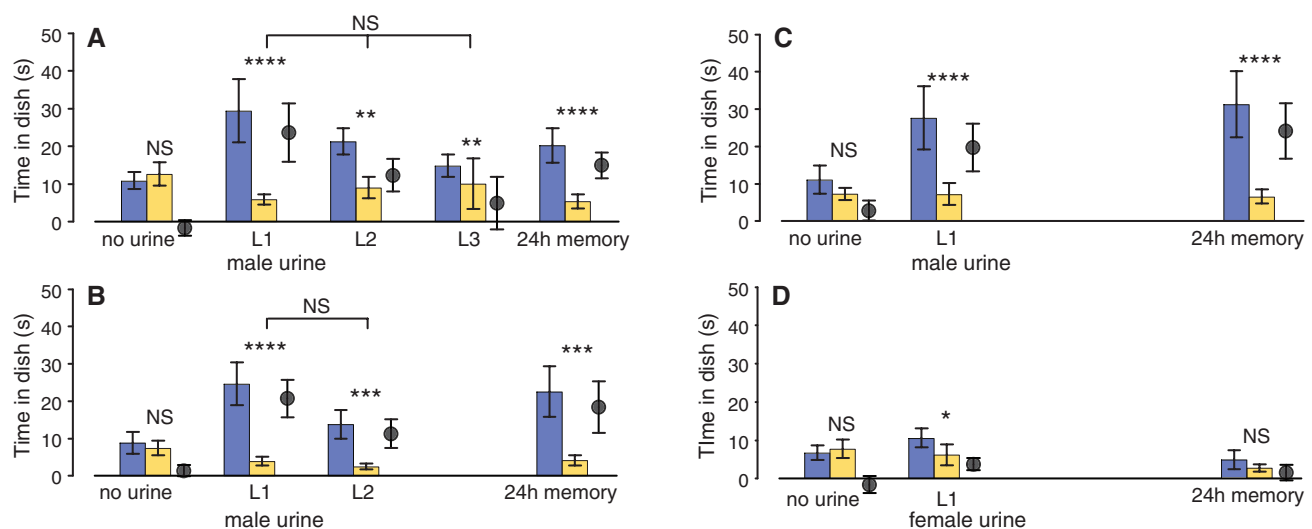 A
Time in dish (s)
50
40
30
20
10
0
NS
NS
****
**
**
****
no urine
L1
L2
L3
24h memory
male urine
B
Time in dish (s)
50
40
30
20
10
0
NS
NS
****
***
***
no urine
L1
L2
24h memory
male urine
C
Time in dish (s)
50
40
30
20
10
0
NS
****
****
no urine
L1
24h memory
male urine
D
TIme in dish (s)
50
40
30
20
10
0
NS
*
NS
no urine
L1
24h memory
female urine